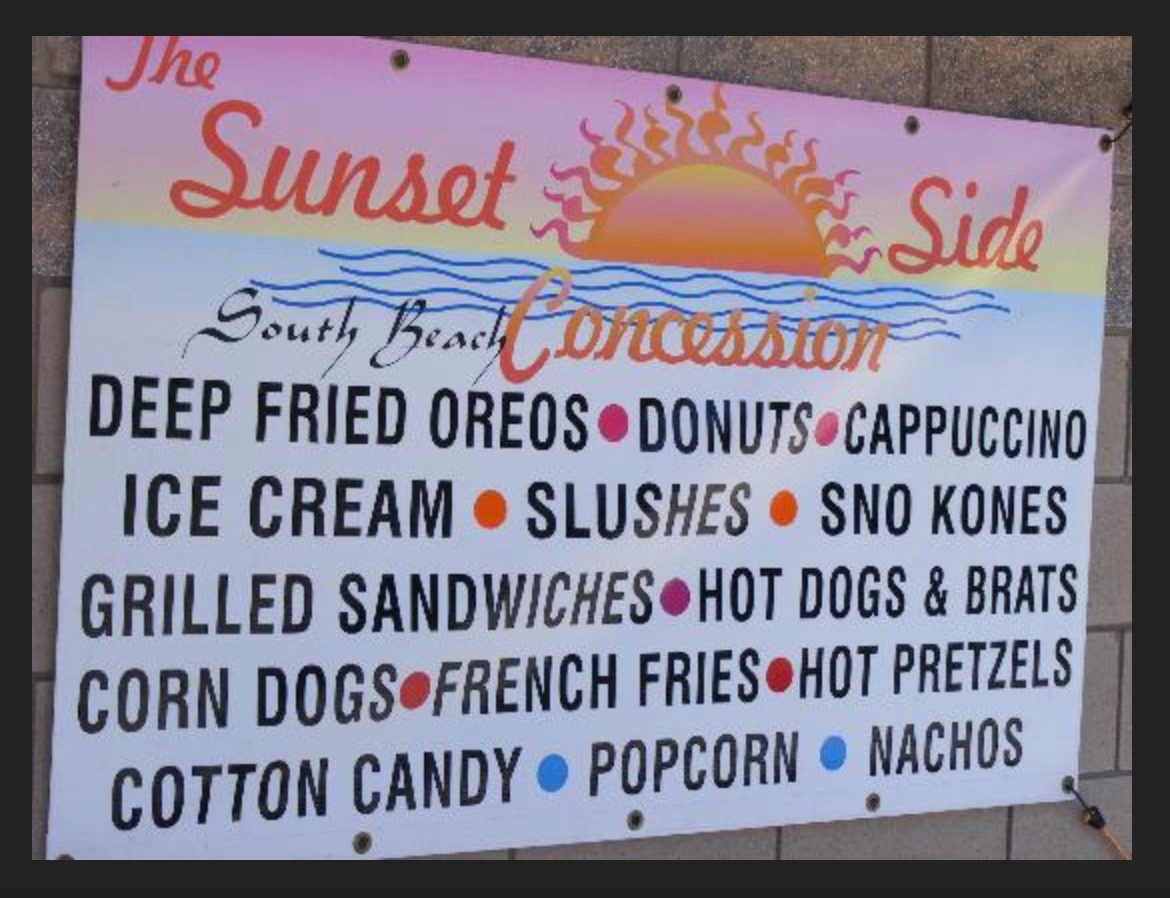 The
Sunset Side
South Beach Concession
DEEP FRIED OREOS • DONUTS • CAPPUCCINO
ICE CREAM • SLUSHES • SNO KONES
GRILLED SANDWICHES • HOT DOGS & BRATS
CORN DOGS • FRENCH FRIES • HOT PRETZELS
COTTON CANDY • POPCORN • NACHOS